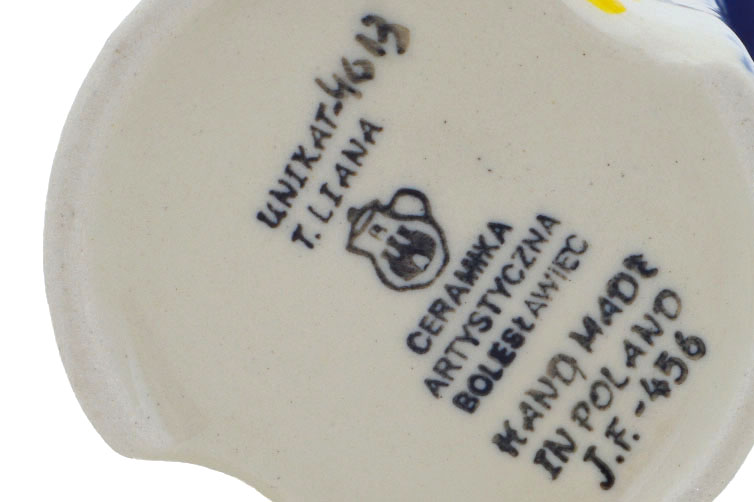 UNIKAT-4613
T. LIANA
CERAMIKA
ARTYSTYCZNA
BOLESŁAWIEC
HAND MADE
IN POLAND
J.F.-456